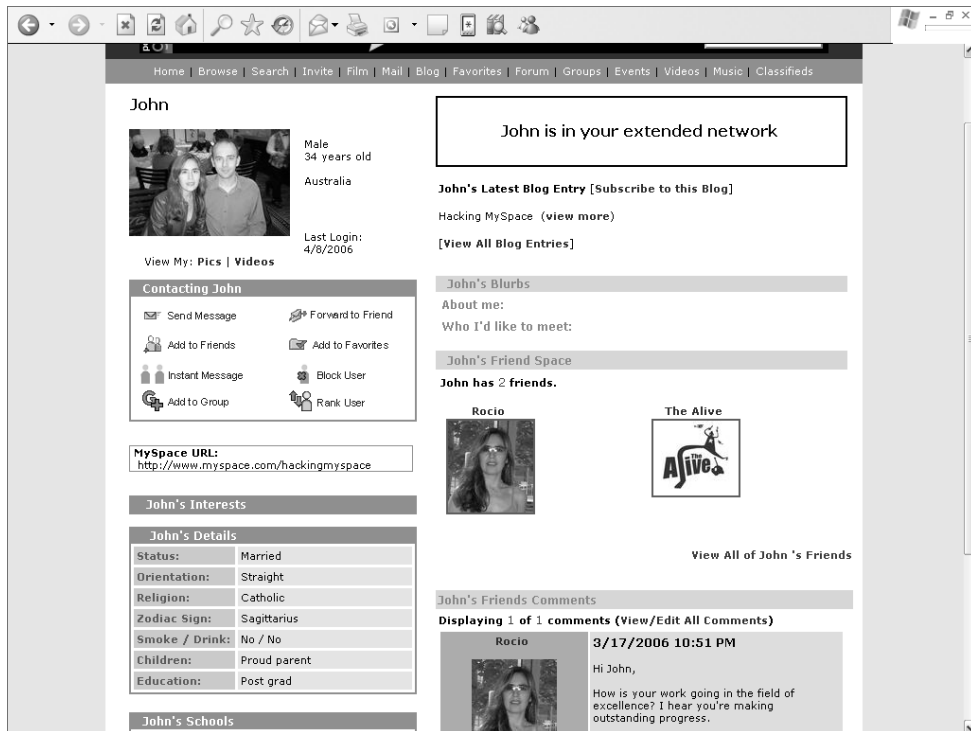 Home | Browse | Search | Invite | Film | Mail | Blog | Favorites | Forum | Groups | Events | Videos | Music | Classifieds
John
Male
34 years old
Australia
Last Login:
4/8/2006
View My: Pics | Videos
Contacting John
Send Message
Forward to Friend
Add to Friends
Add to Favorites
Instant Message
Block User
Add to Group
Rank User
MySpace URL:
http://www.myspace.com/hackingmyspace
John's Interests
John's Details
Status: Married
Orientation: Straight
Religion: Catholic
Zodiac Sign: Sagittarius
Smoke / Drink: No / No
Children: Proud parent
Education: Post grad
John's Schools
John is in your extended network
John's Latest Blog Entry [Subscribe to this Blog]
Hacking MySpace (view more)
[View All Blog Entries]
John's Blurbs
About me:
Who I'd like to meet:
John's Friend Space
John has 2 friends.
Rocio
The Alive
The Alive
View All of John 's Friends
John's Friends Comments
Displaying 1 of 1 comments (View/Edit All Comments)
Rocio
3/17/2006 10:51 PM
Hi John,
How is your work going in the field of
excellence? I hear you're making
outstanding progress.